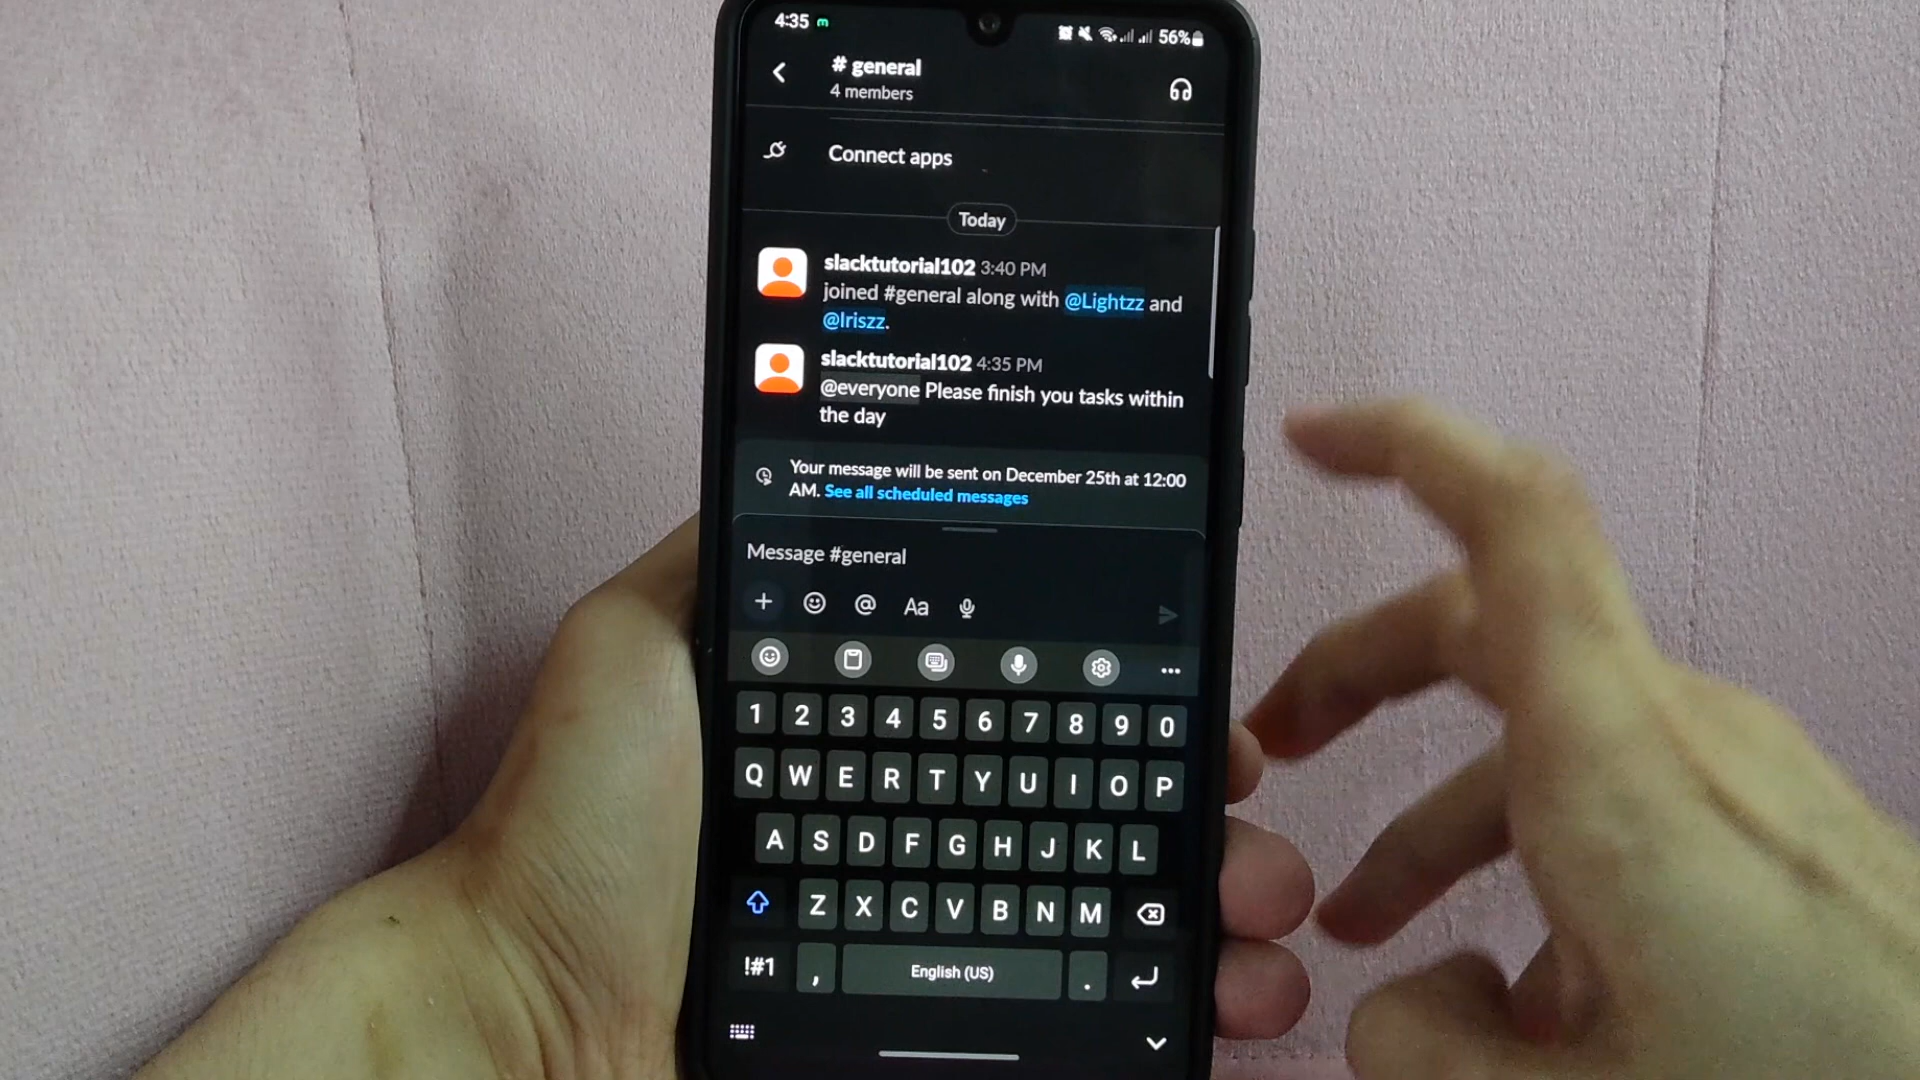 4:35 m 56%
# general
4 members
Connect apps
Today
slacktutorial102 3:40 PM
joined #general along with @Lightzz and
@Iriszz.
slacktutorial102 4:35 PM
@everyone Please finish you tasks within
the day
Your message will be sent on December 25th at 12:00
AM. See all scheduled messages
Message #general
+ @ Aa
1 2 3 4 5 6 7 8 9 0
Q W E R T Y U I O P
A S D F G H J K L
Z X C V B N M
!#1 , English (US) .